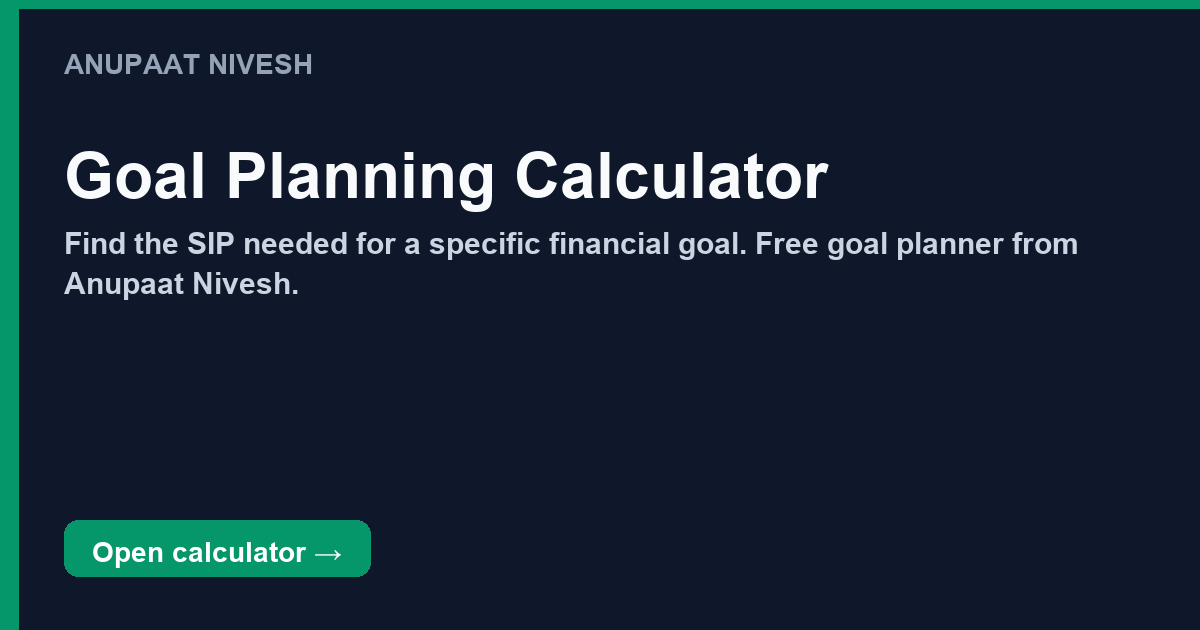 ANUPAAT NIVESH
Goal Planning Calculator
Find the SIP needed for a specific financial goal. Free goal planner from
Anupaat Nivesh.
Open calculator →